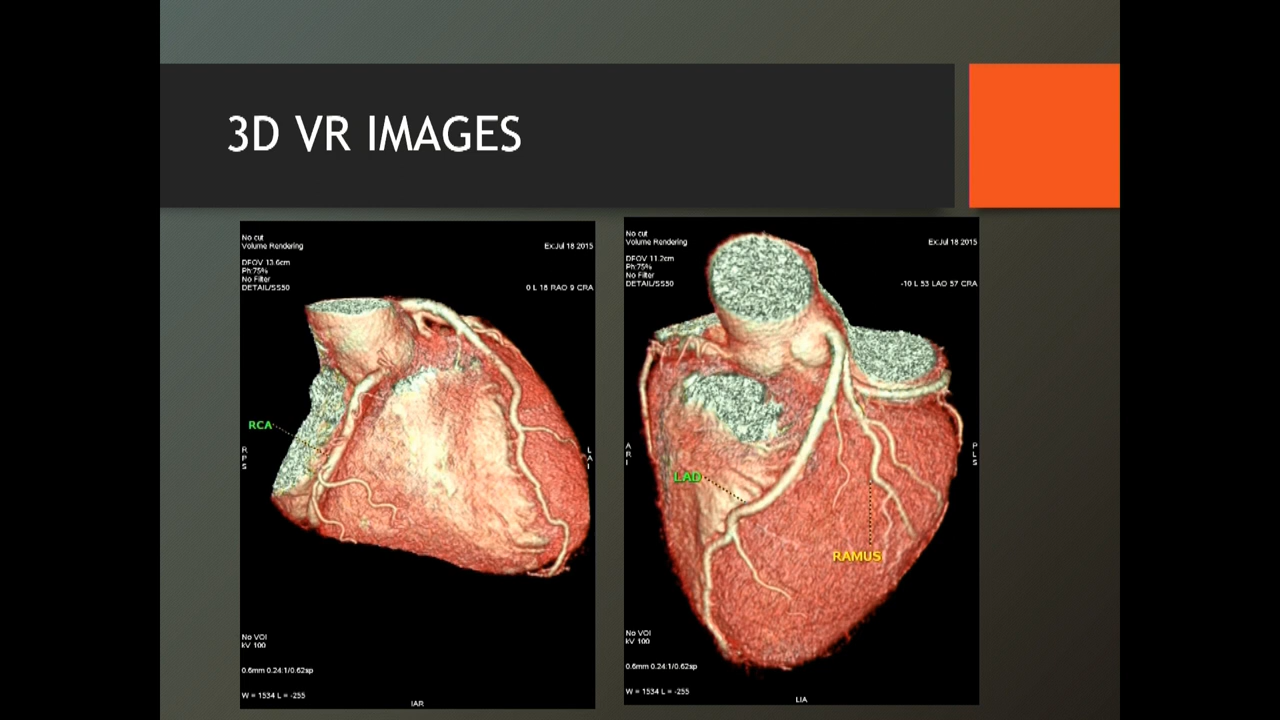 3D VR IMAGES
No cut
Volume Rendering
Ex:Jul 18 2015
DFOV 13.6cm
Ph:75%
No Filter
DETAIL/SS50
0 L 18 RAO 9 CRA
RCA
R
P
S
L
A
I
No VOI
kV 100
0.6mm 0.24:1/0.62sp
W = 1534 L = -255
IAR
No cut
Volume Rendering
Ex:Jul 18 2015
DFOV 11.2cm
Ph:75%
No Filter
DETAIL/SS50
-10 L 53 LAO 57 CRA
A
R
I
P
L
S
LAD
RAMUS
No VOI
kV 100
0.6mm 0.24:1/0.62sp
W = 1534 L = -255
LIA